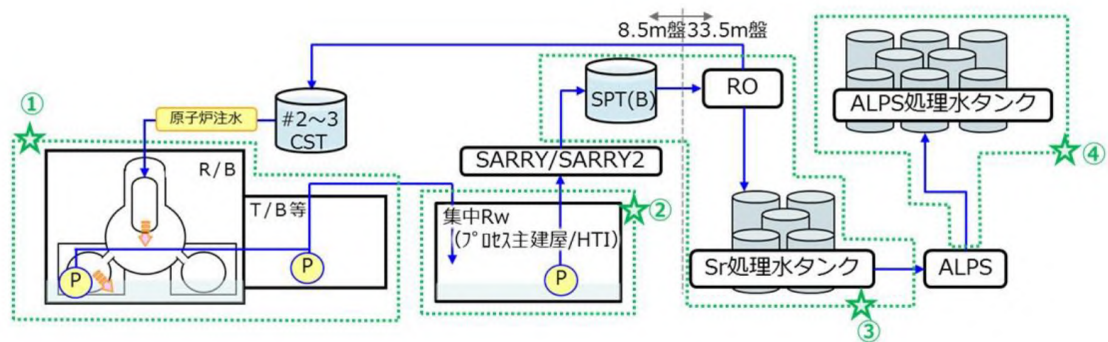 8.5m盤33.5m盤
①
原子炉注水
#2～3
CST
SPT(B)
RO
ALPS処理水タンク
④
R/B
T/B等
SARRY/SARRY2
②
集中Rw
(ﾌﾟﾛｾｽ主建屋/HTI)
P
P
P
Sr処理水タンク
ALPS
③